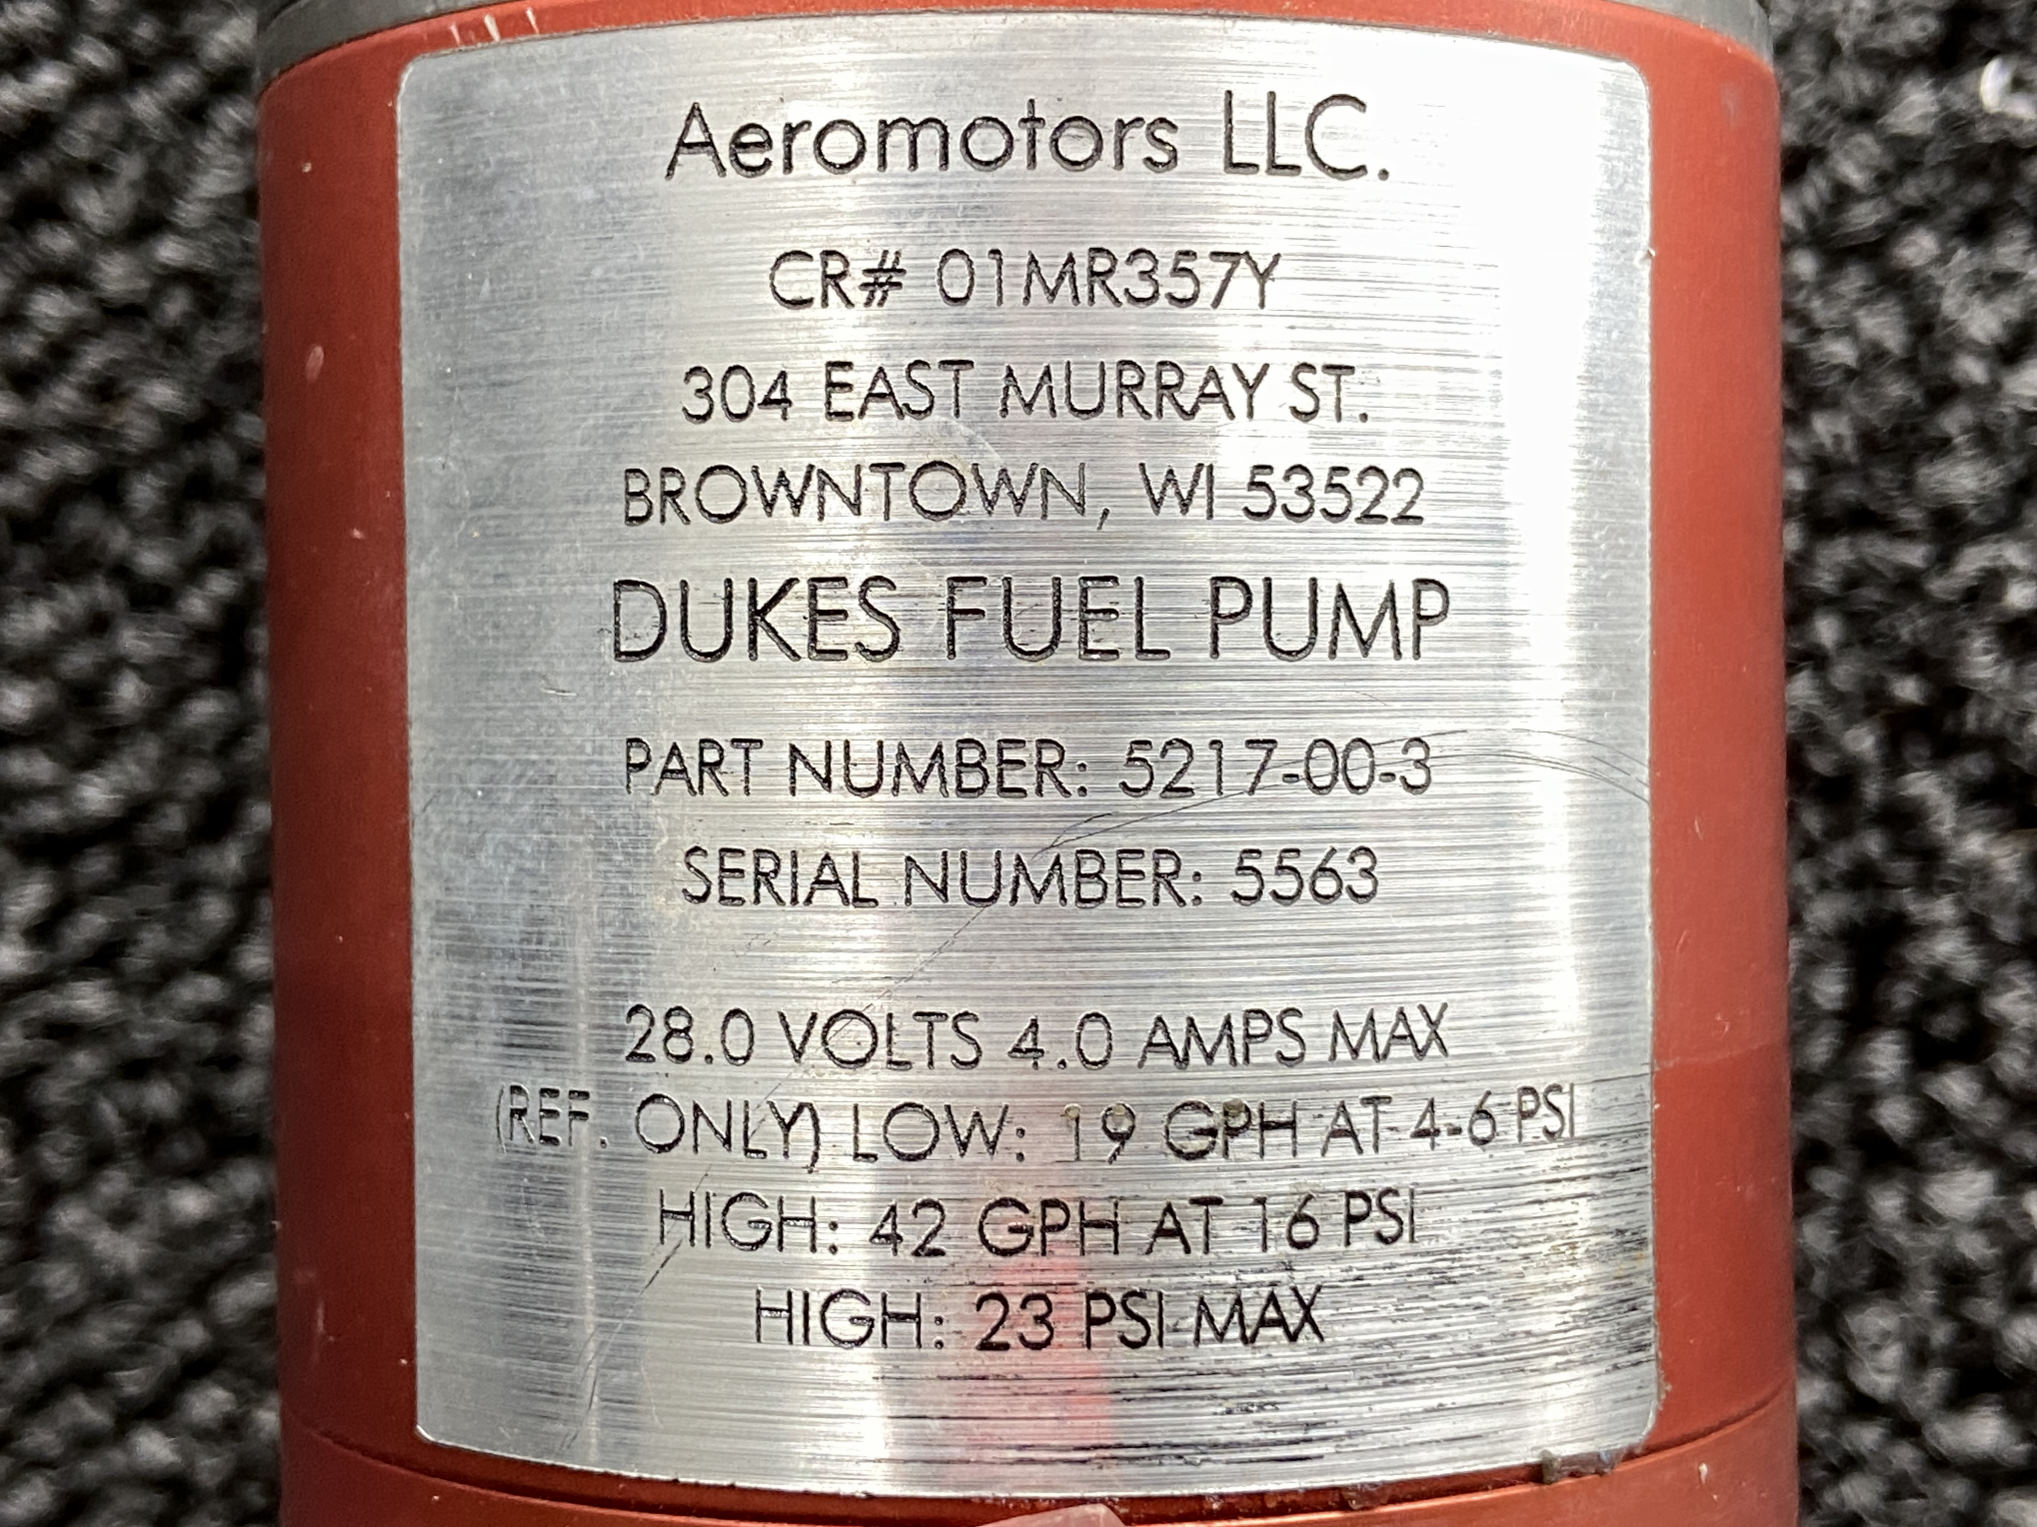 Aeromotors LLC.
CR# 01MR357Y
304 EAST MURRAY ST.
BROWNTOWN, WI 53522
DUKES FUEL PUMP
PART NUMBER: 5217-00-3
SERIAL NUMBER: 5563
28.0 VOLTS 4.0 AMPS MAX
(REF. ONLY) LOW: 19 GPH AT 4-6 PSI
HIGH: 42 GPH AT 16 PSI
HIGH: 23 PSI MAX